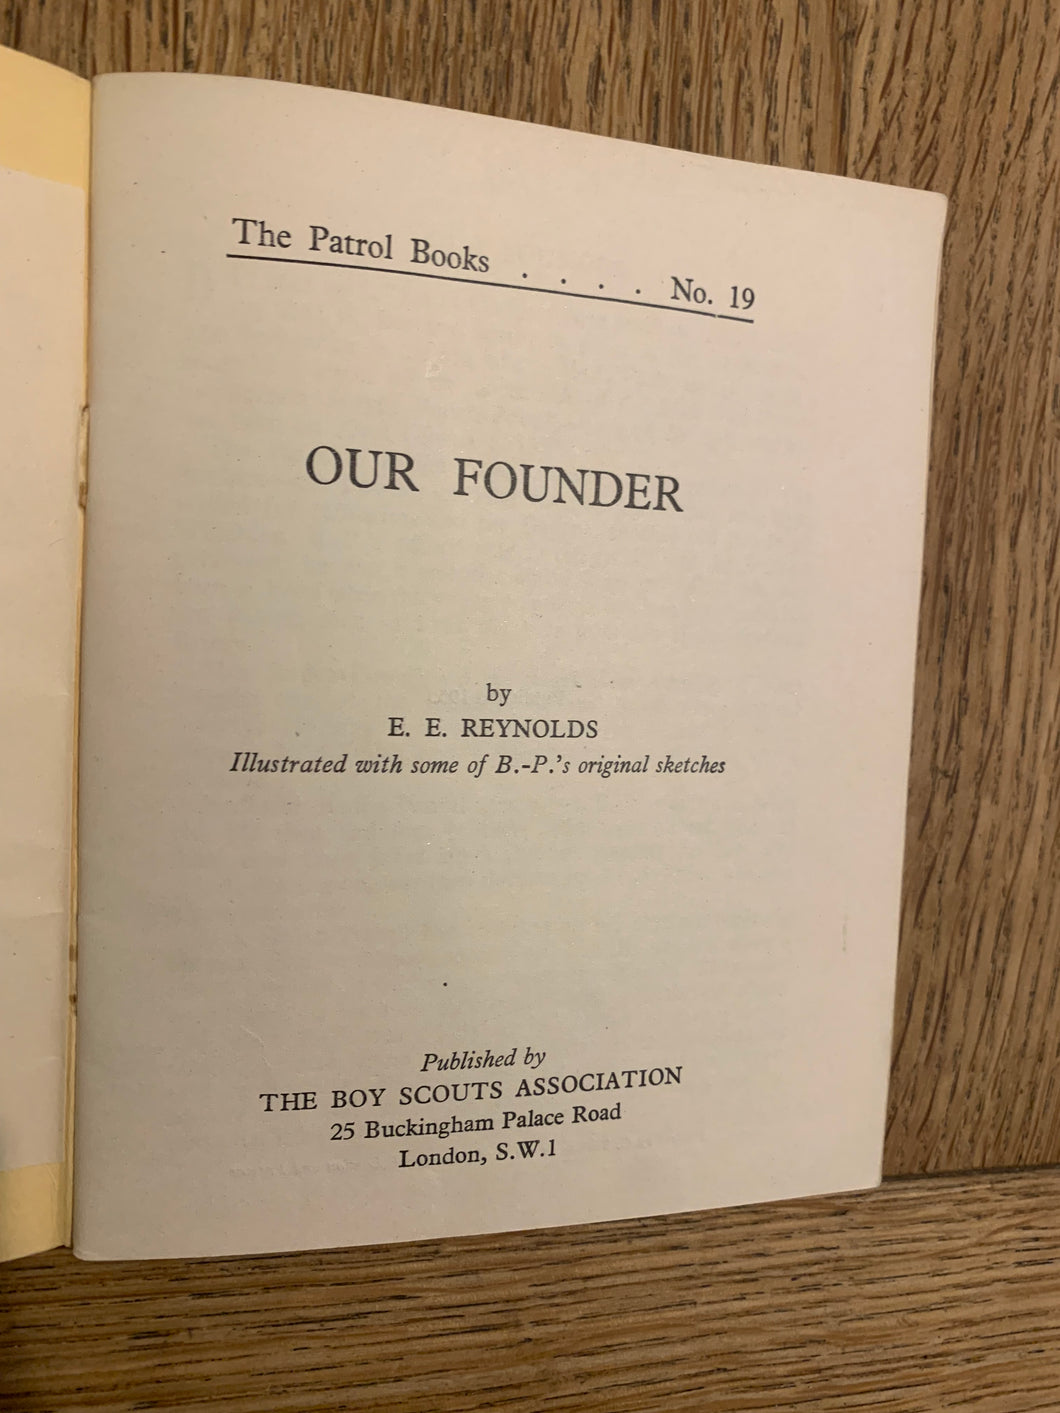 The Patrol Books . . . . No. 19
OUR FOUNDER
by
E. E. REYNOLDS
Illustrated with some of B.-P.'s original sketches
Published by
THE BOY SCOUTS ASSOCIATION
25 Buckingham Palace Road
London, S.W.1